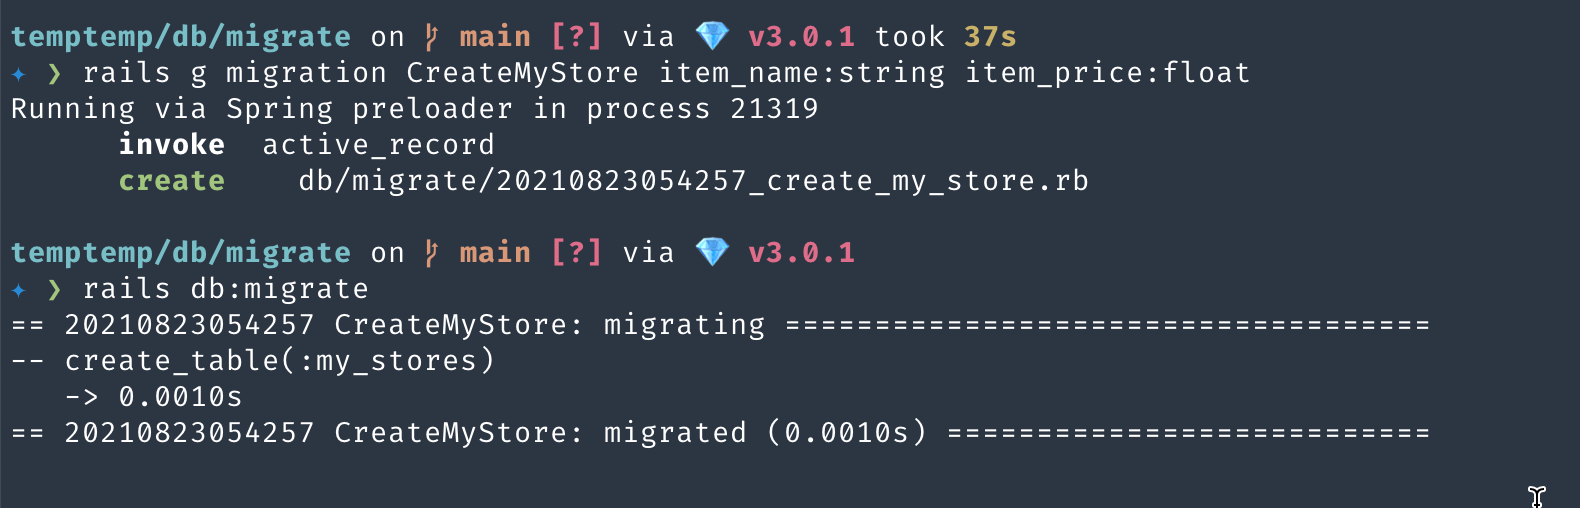 temptemp/db/migrate on main [?] via 💎 v3.0.1 took 37s
✦ ❯ rails g migration CreateMyStore item_name:string item_price:float
Running via Spring preloader in process 21319
invoke active_record
create db/migrate/20210823054257_create_my_store.rb
temptemp/db/migrate on main [?] via 💎 v3.0.1
✦ ❯ rails db:migrate
== 20210823054257 CreateMyStore: migrating ====================================
-- create_table(:my_stores)
-> 0.0010s
== 20210823054257 CreateMyStore: migrated (0.0010s) ===========================